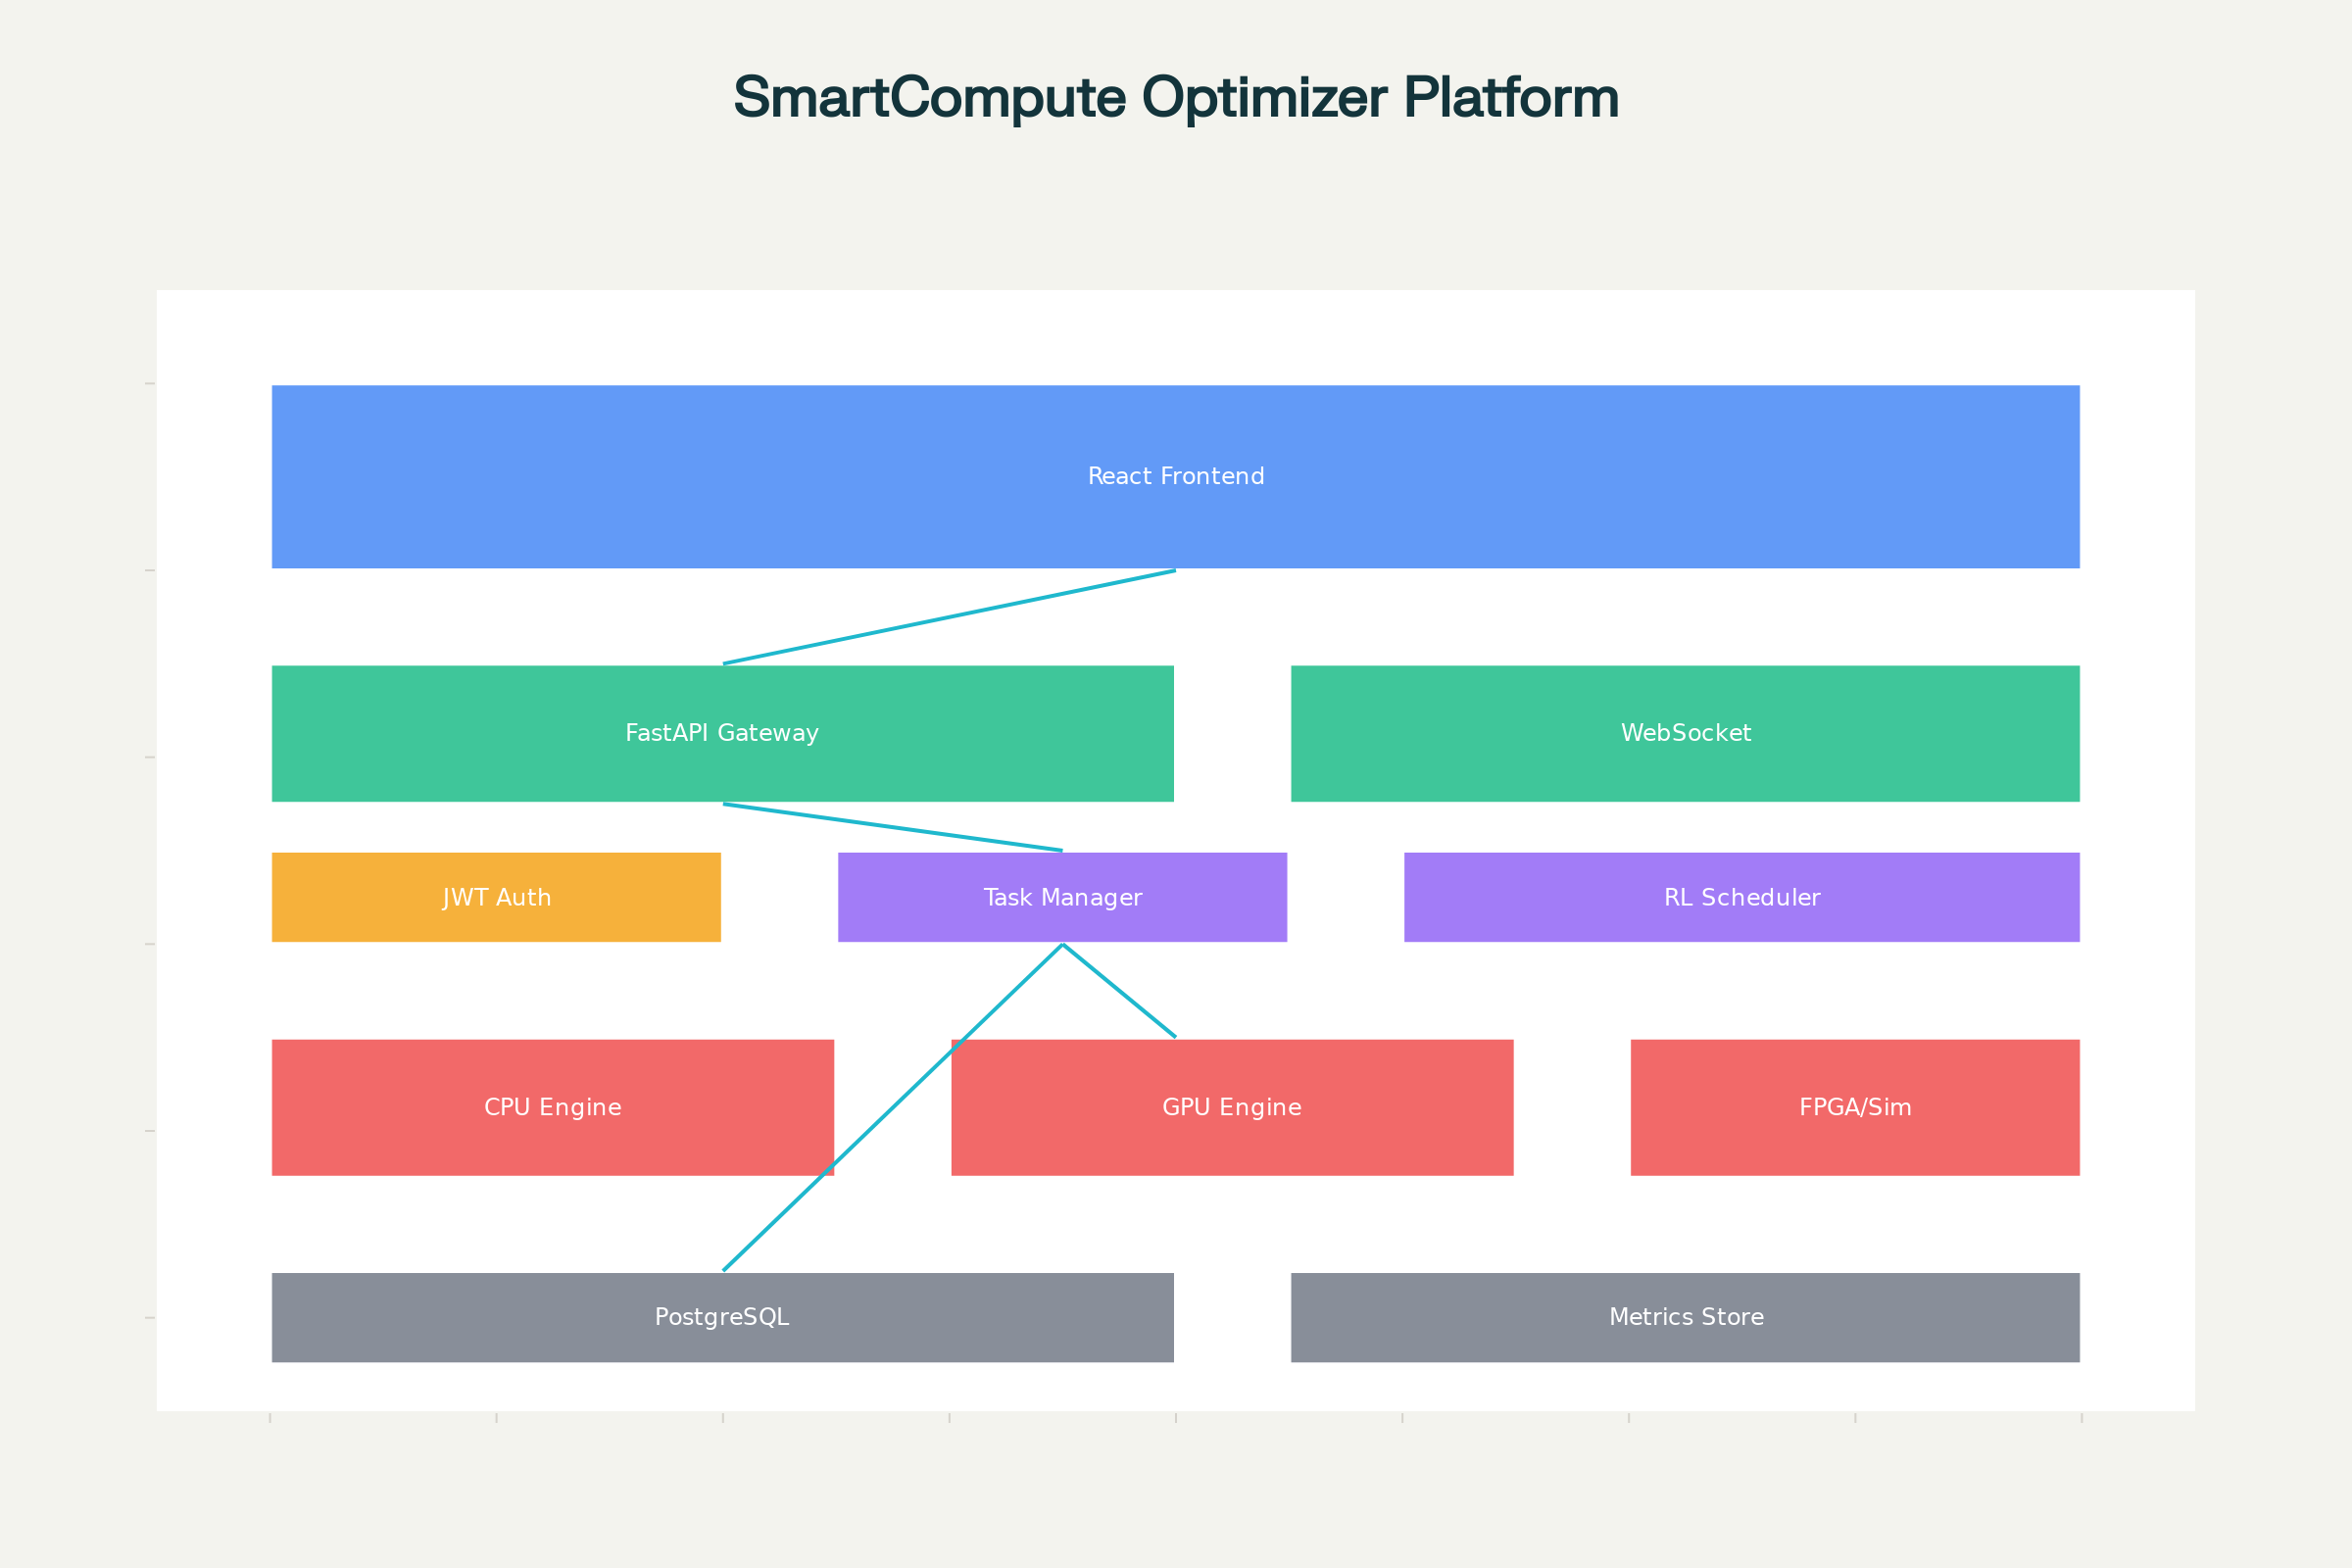 SmartCompute Optimizer Platform
React Frontend
FastAPI Gateway
WebSocket
JWT Auth
Task Manager
RL Scheduler
CPU Engine
GPU Engine
FPGA/Sim
PostgreSQL
Metrics Store